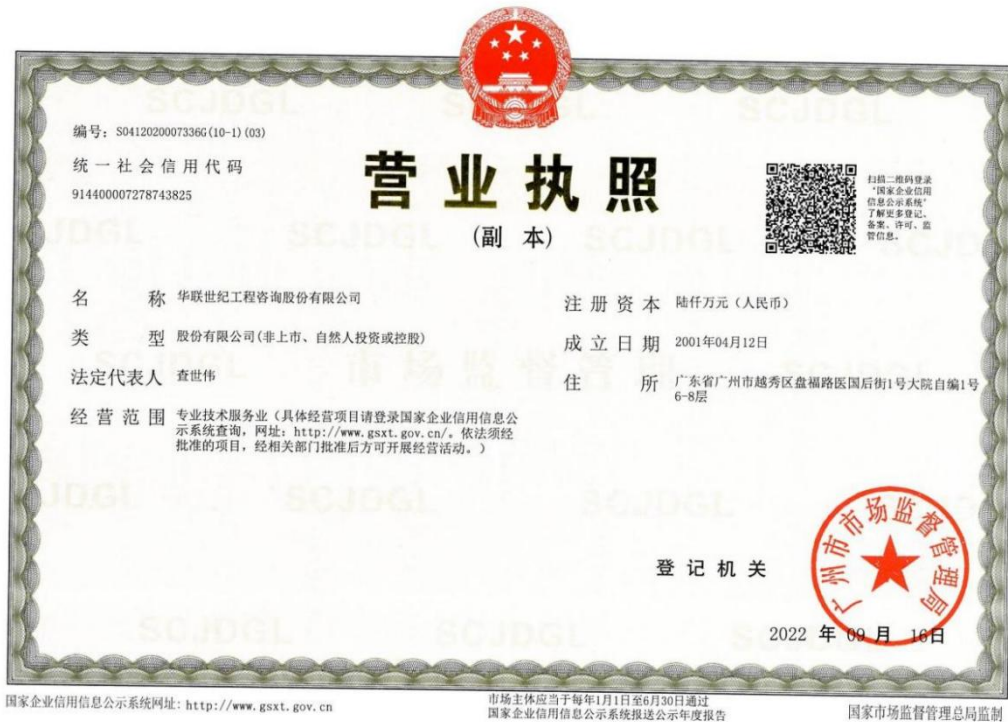 编号：S0412020007336G(10-1)(03)
统一社会信用代码
914400007278743825
营业执照
(副 本)
扫描二维码登录
“国家企业信用
信息公示系统”
了解更多登记、
备案、许可、监
管信息。
名 称 华联世纪工程咨询股份有限公司
类 型 股份有限公司(非上市、自然人投资或控股)
法定代表人 查世伟
经营范围 专业技术服务业（具体经营项目请登录国家企业信用信息公
示系统查询，网址：http://www.gsxt.gov.cn/。依法须经
批准的项目，经相关部门批准后方可开展经营活动。）
注册资本 陆仟万元（人民币）
成立日期 2001年04月12日
住 所 广东省广州市越秀区盘福路医国后街1号大院自编1号
6-8层
登记机关
广州市市场监督管理局
2022 年 09 月 16日
国家企业信用信息公示系统网址：http://www.gsxt.gov.cn
市场主体应当于每年1月1日至6月30日通过
国家企业信用信息公示系统报送公示年度报告
国家市场监督管理总局监制
SCJDGL
市场监督管理